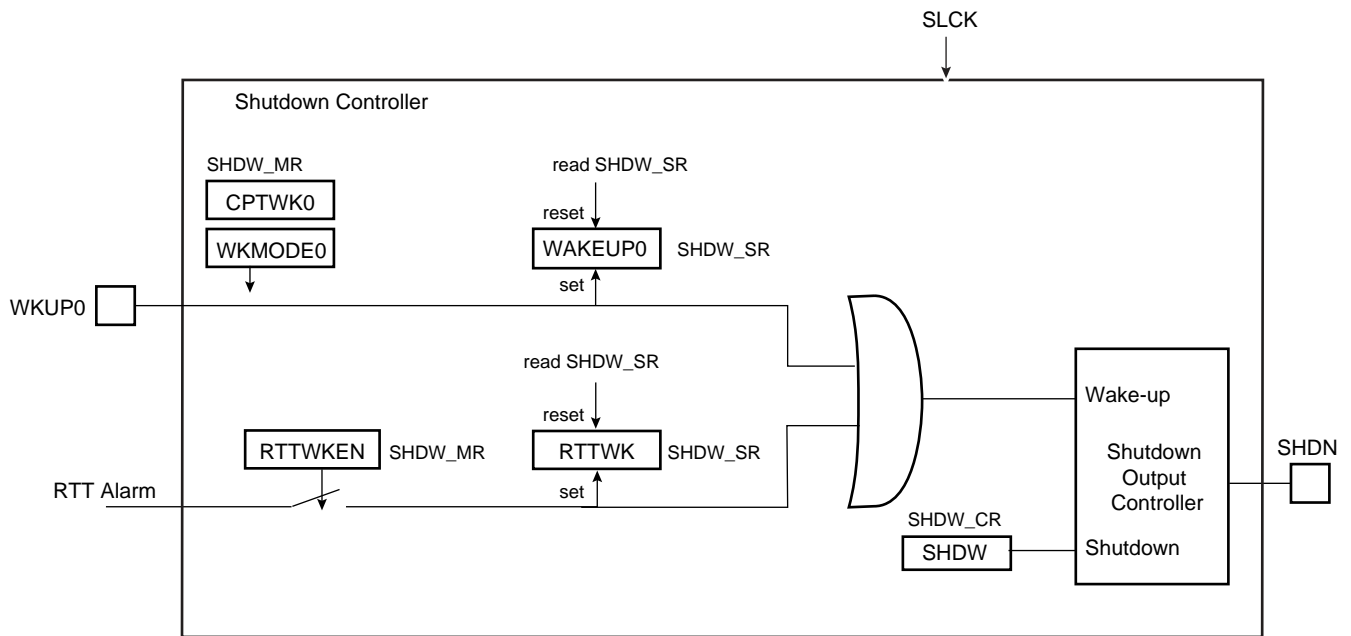 SLCK
Shutdown Controller
SHDW_MR
CPTWK0
WKMODE0
read SHDW_SR
reset
WAKEUP0
SHDW_SR
set
WKUP0
read SHDW_SR
reset
RTTWKEN
SHDW_MR
RTTWK
SHDW_SR
set
RTT Alarm
Wake-up
Shutdown
Output
Controller
SHDN
SHDW_CR
SHDW
Shutdown